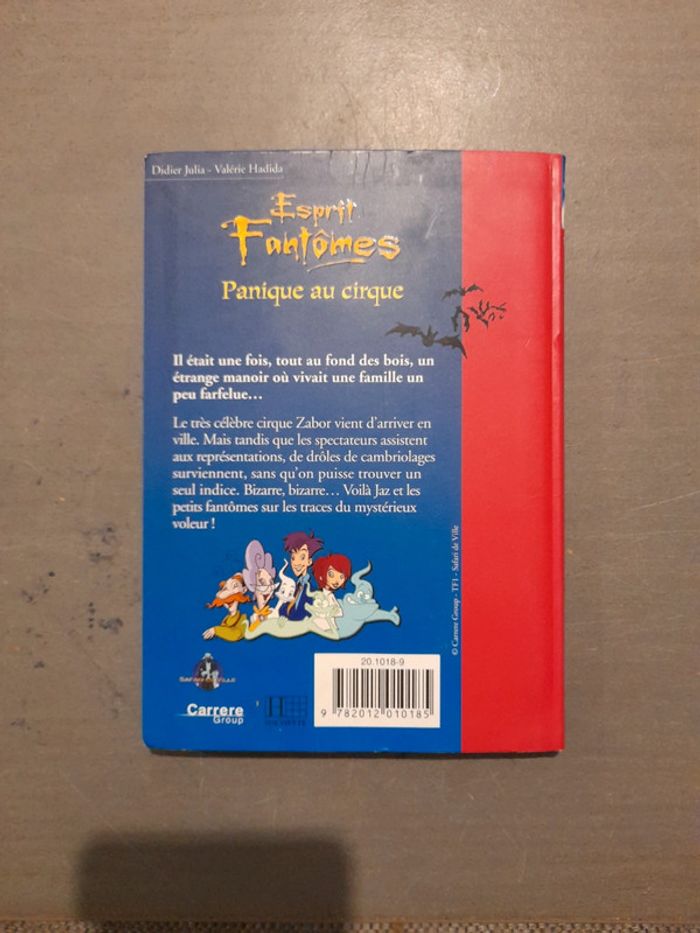 Didier Julia - Valérie Hadida
Esprit
Fantômes
Panique au cirque
Il était une fois, tout au fond des bois, un
étrange manoir où vivait une famille un
peu farfelue…
Le très célèbre cirque Zabor vient d'arriver en
ville. Mais tandis que les spectateurs assistent
aux représentations, de drôles de cambriolages
surviennent, sans qu'on puisse trouver un
seul indice. Bizarre, bizarre… Voilà Jaz et les
petits fantômes sur les traces du mystérieux
voleur !
© Carrere Group - TF1 - Safari de Ville
20.1018-9
9 782012 010185
Safari de Ville
Carrere
Group
H
HACHETTE